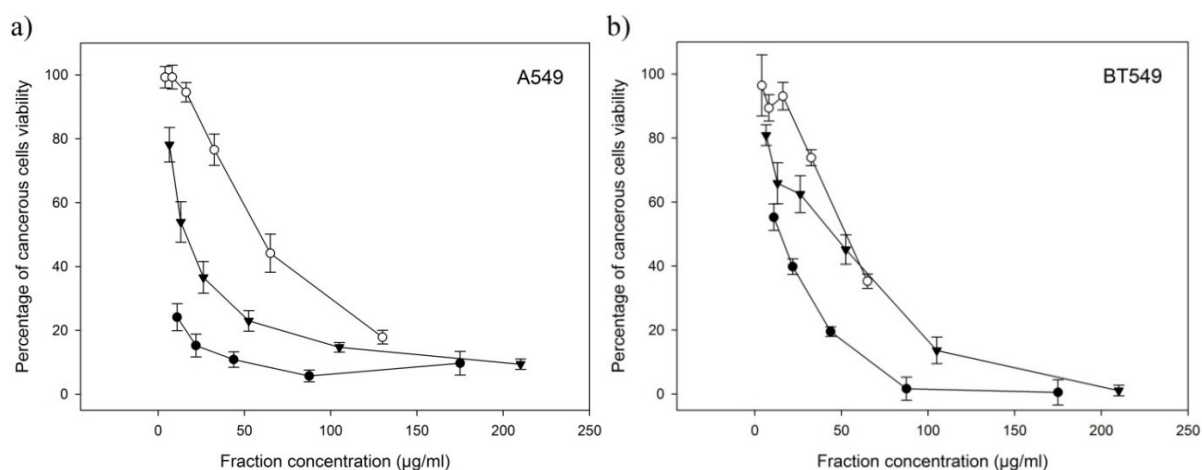 a)
A549
Percentage of cancerous cells viability
100
80
60
40
20
0
0 50 100 150 200 250
Fraction concentration (µg/ml)
b)
BT549
Percentage of cancerous cells viability
100
80
60
40
20
0
0 50 100 150 200 250
Fraction concentration (µg/ml)